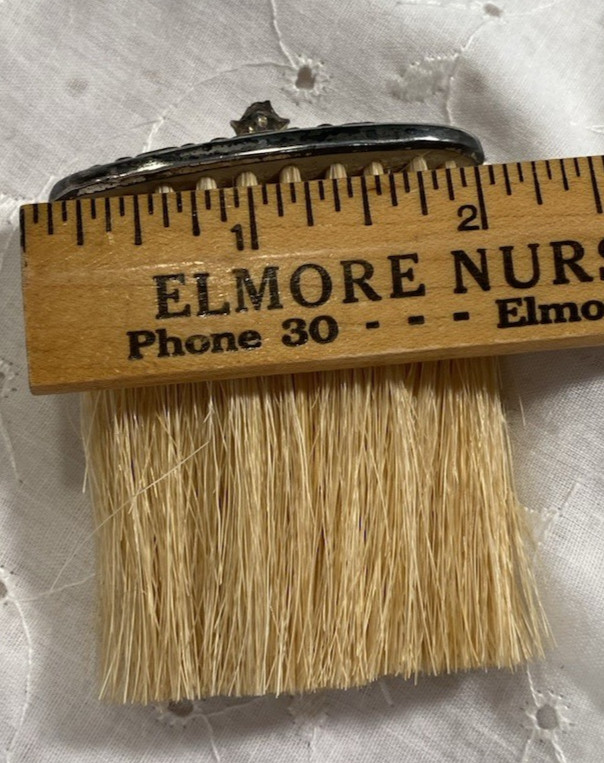 1 2
ELMORE NURS
Phone 30 - - - Elmo